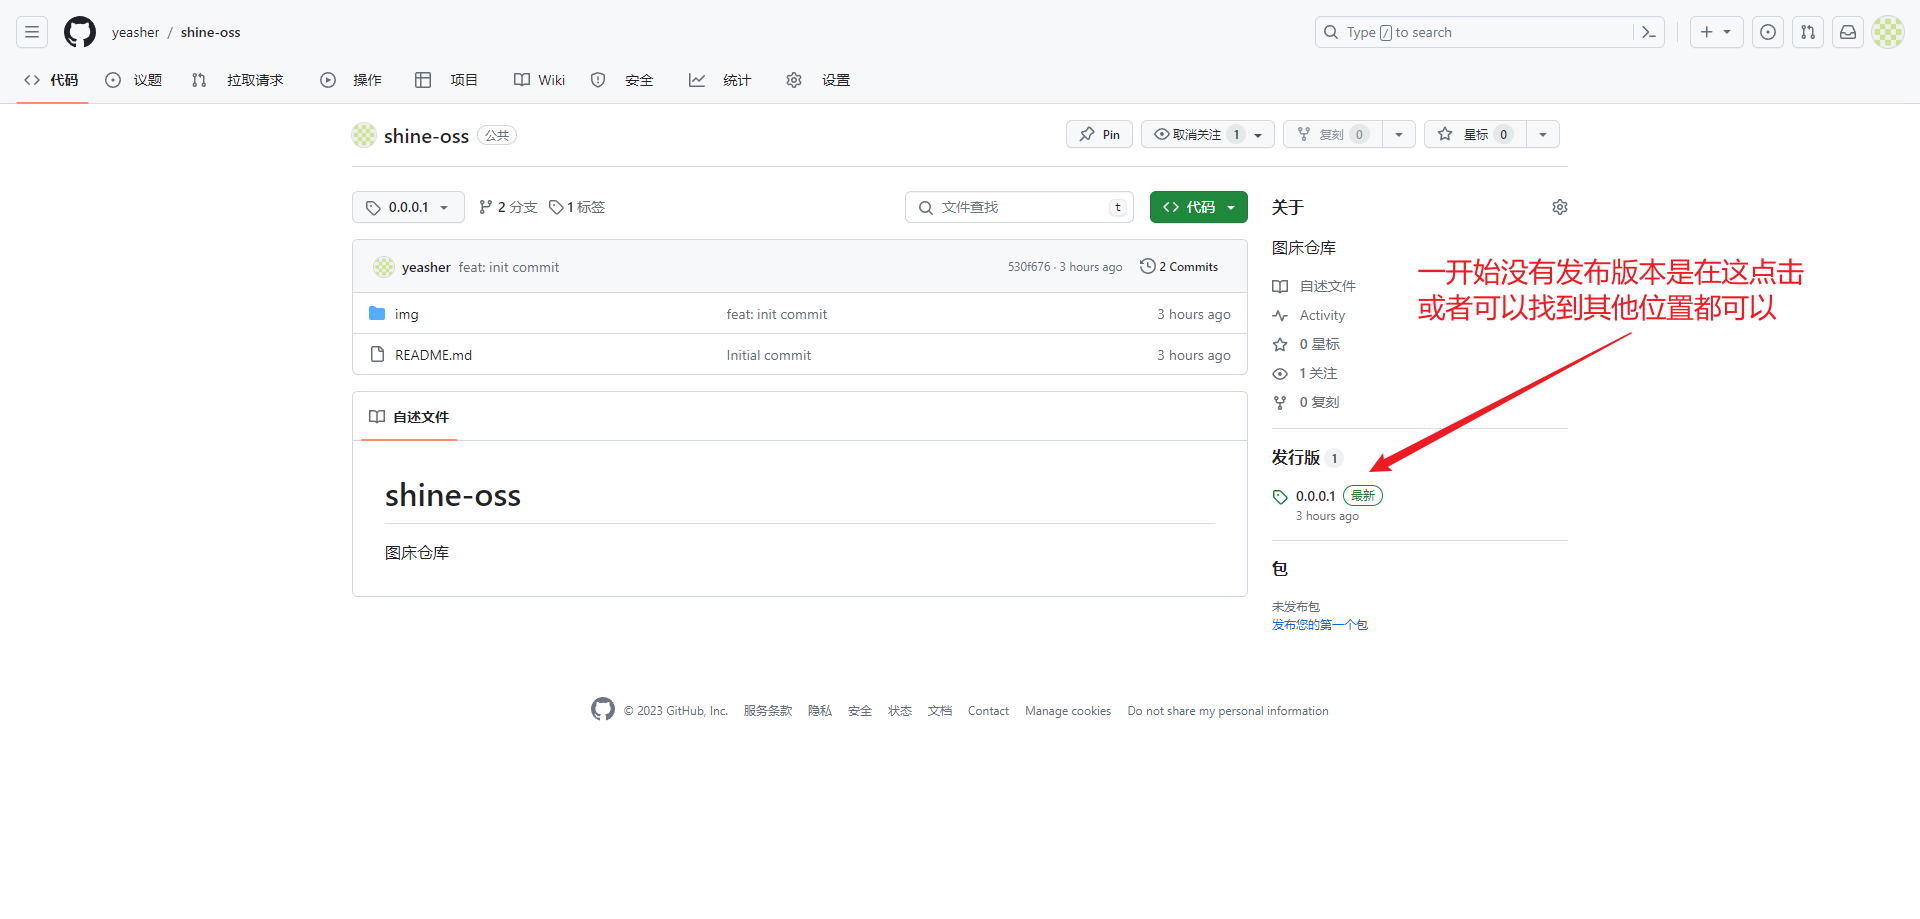 yeasher / shine-oss
Type / to search
代码 议题 拉取请求 操作 项目 Wiki 安全 统计 设置
shine-oss 公共
Pin 取消关注 1 复刻 0 星标 0
0.0.0.1 2 分支 1 标签
文件查找 t
代码
关于
yeasher feat: init commit 530f676 · 3 hours ago 2 Commits
img feat: init commit 3 hours ago
README.md Initial commit 3 hours ago
自述文件
shine-oss
图床仓库
图床仓库
自述文件
Activity
0 星标
1 关注
0 复刻
一开始没有发布版本是在这点击
或者可以找到其他位置都可以
发行版 1
0.0.0.1 最新
3 hours ago
包
未发布包
发布您的第一个包
© 2023 GitHub, Inc. 服务条款 隐私 安全 状态 文档 Contact Manage cookies Do not share my personal information